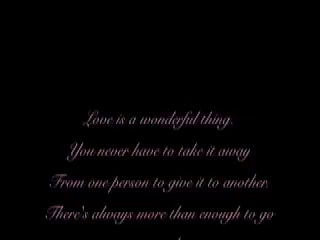 Love is a wonderful thing.
You never have to take it away
From one person to give it to another.
There's always more than enough to go